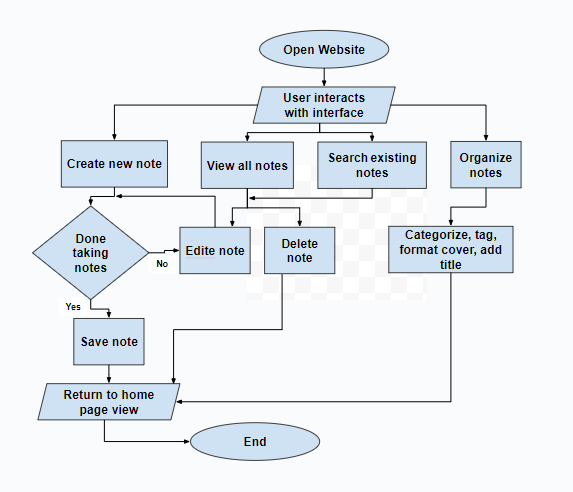 Open Website
User interacts
with interface
Create new note
View all notes
Search existing
notes
Organize
notes
Done
taking
notes
No
Edite note
Delete
note
Categorize, tag,
format cover, add
title
Yes
Save note
Return to home
page view
End